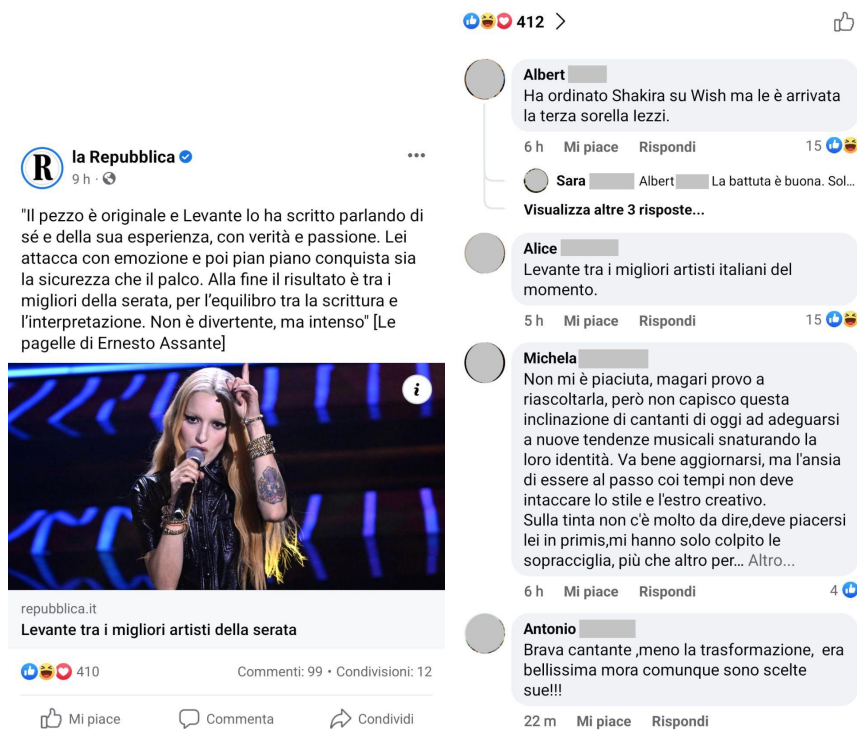 R
la Repubblica
9 h ·
"Il pezzo è originale e Levante lo ha scritto parlando di
sé e della sua esperienza, con verità e passione. Lei
attacca con emozione e poi pian piano conquista sia
la sicurezza che il palco. Alla fine il risultato è tra i
migliori della serata, per l'equilibro tra la scrittura e
l'interpretazione. Non è divertente, ma intenso" [Le
pagelle di Ernesto Assante]
i
repubblica.it
Levante tra i migliori artisti della serata
410 Commenti: 99 • Condivisioni: 12
Mi piace Commenta Condividi
412
Albert
Ha ordinato Shakira su Wish ma le è arrivata
la terza sorella Iezzi.
6 h Mi piace Rispondi 15
Sara Albert La battuta è buona. Sol...
Visualizza altre 3 risposte...
Alice
Levante tra i migliori artisti italiani del
momento.
5 h Mi piace Rispondi 15
Michela
Non mi è piaciuta, magari provo a
riascoltarla, però non capisco questa
inclinazione di cantanti di oggi ad adeguarsi
a nuove tendenze musicali snaturando la
loro identità. Va bene aggiornarsi, ma l'ansia
di essere al passo coi tempi non deve
intaccare lo stile e l'estro creativo.
Sulla tinta non c'è molto da dire,deve piacersi
lei in primis,mi hanno solo colpito le
sopracciglia, più che altro per... Altro...
6 h Mi piace Rispondi 4
Antonio
Brava cantante ,meno la trasformazione, era
bellissima mora comunque sono scelte
sue!!!
22 m Mi piace Rispondi